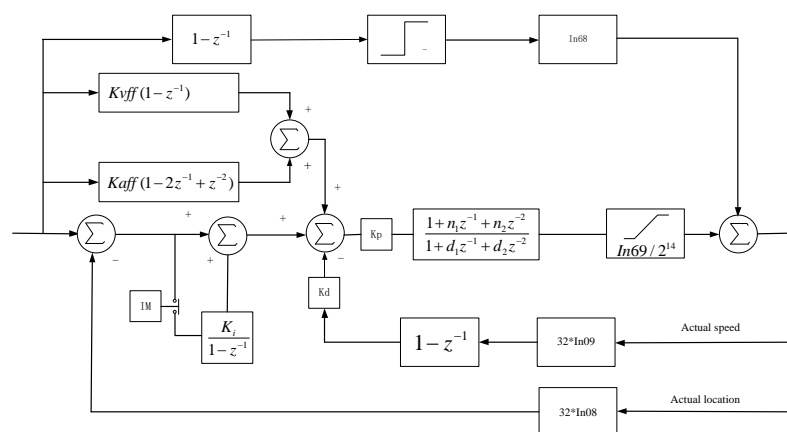 1 − z⁻¹
−
In68
Kvff (1 − z⁻¹)
+
Σ
+
Kaff (1 − 2z⁻¹ + z⁻²)
+
Σ
−
+
Σ
+
+
Σ
−
Kp
1 + n₁z⁻¹ + n₂z⁻²
1 + d₁z⁻¹ + d₂z⁻²
In69 / 2¹⁴
Σ
IM
Kᵢ
1 − z⁻¹
Kd
1 − z⁻¹
32*In09
Actual speed
32*In08
Actual location